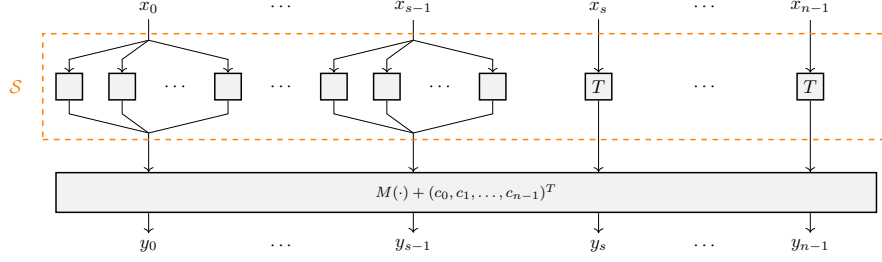 x_0 ⋯ x_{s−1} x_s ⋯ x_{n−1}
𝒮 ⋯ ⋯ ⋯ T ⋯ T
M(·) + (c_0, c_1, …, c_{n−1})^T
y_0 ⋯ y_{s−1} y_s ⋯ y_{n−1}